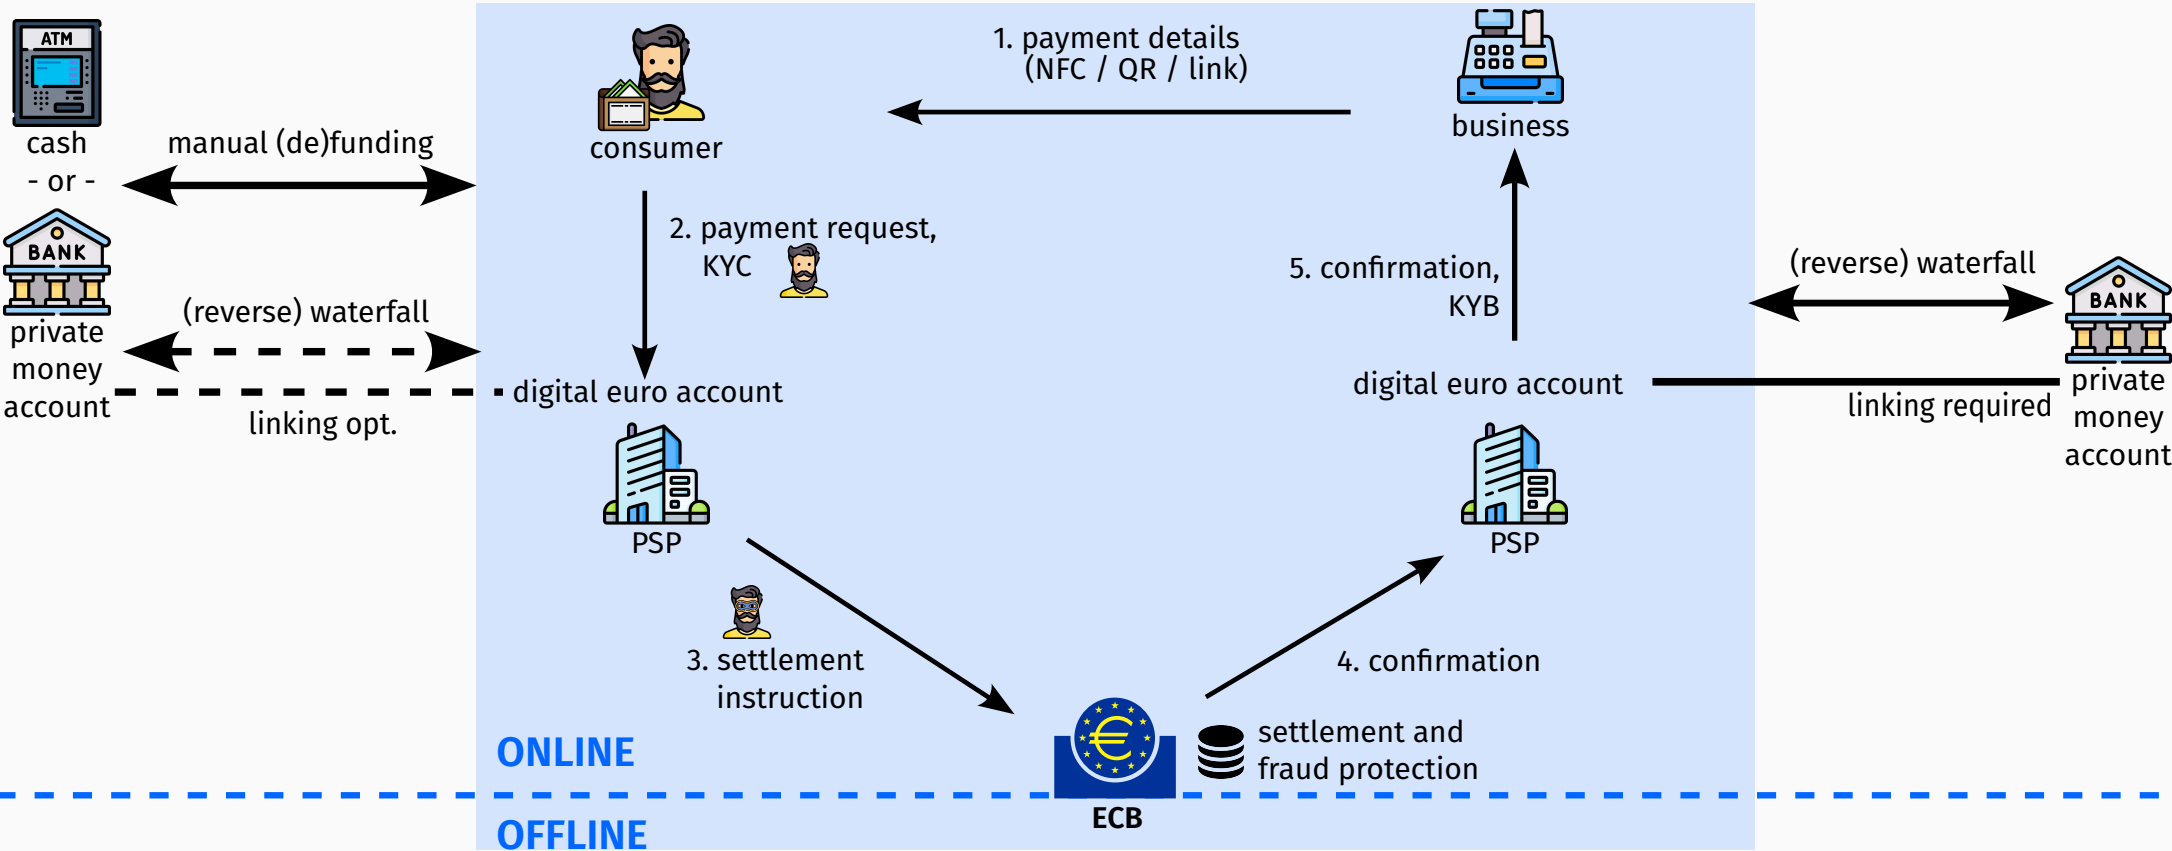 ATM
cash
- or -
BANK
private
money
account
manual (de)funding
(reverse) waterfall
linking opt.
consumer
1. payment details
(NFC / QR / link)
business
2. payment request,
KYC
5. confirmation,
KYB
digital euro account
PSP
digital euro account
PSP
3. settlement
instruction
4. confirmation
€
settlement and
fraud protection
ECB
ONLINE
OFFLINE
(reverse) waterfall
linking required
BANK
private
money
account